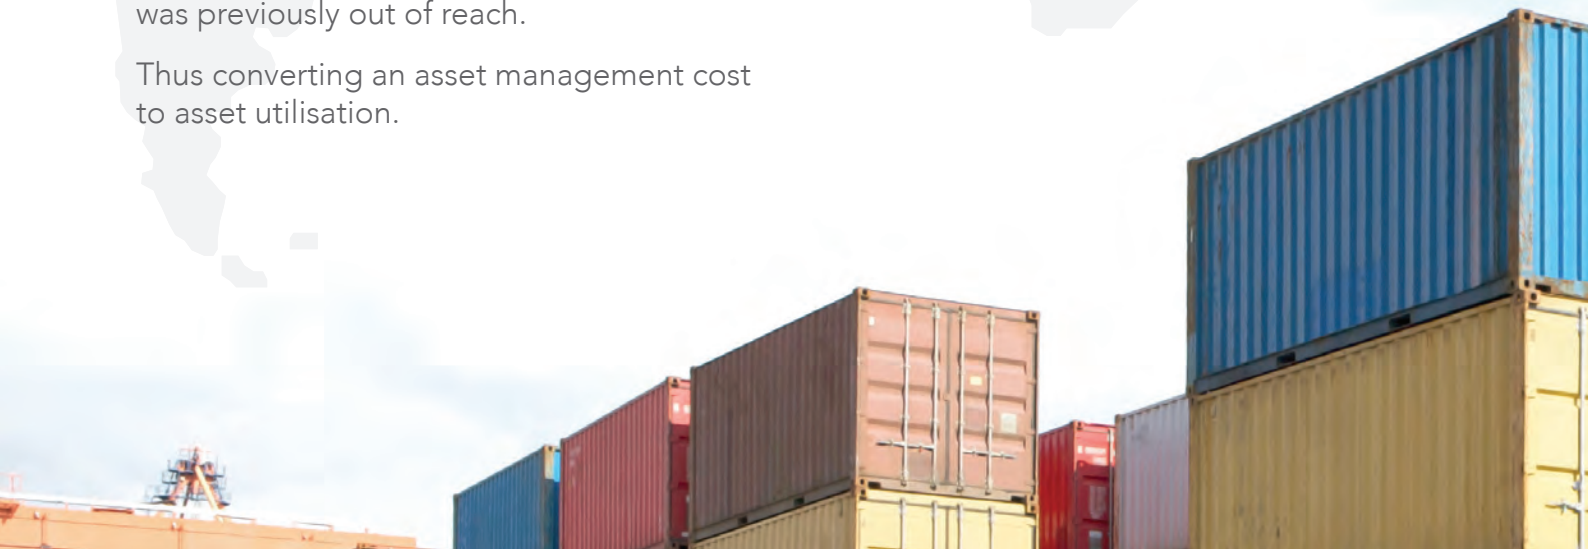 was previously out of reach.
Thus converting an asset management cost
to asset utilisation.